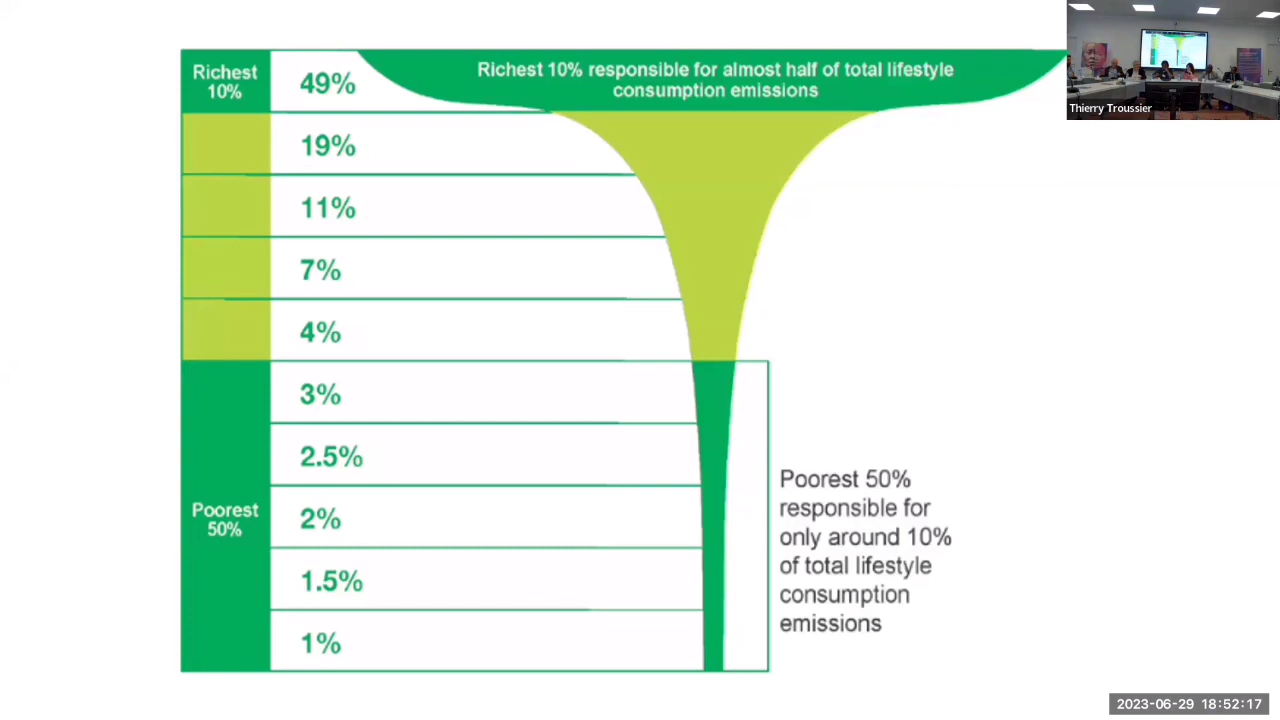 Richest
10%
49%
Richest 10% responsible for almost half of total lifestyle
consumption emissions
Thierry Troussier
19%
11%
7%
4%
3%
2.5%
Poorest
50%
2%
1.5%
1%
Poorest 50%
responsible for
only around 10%
of total lifestyle
consumption
emissions
2023-06-29 18:52:17